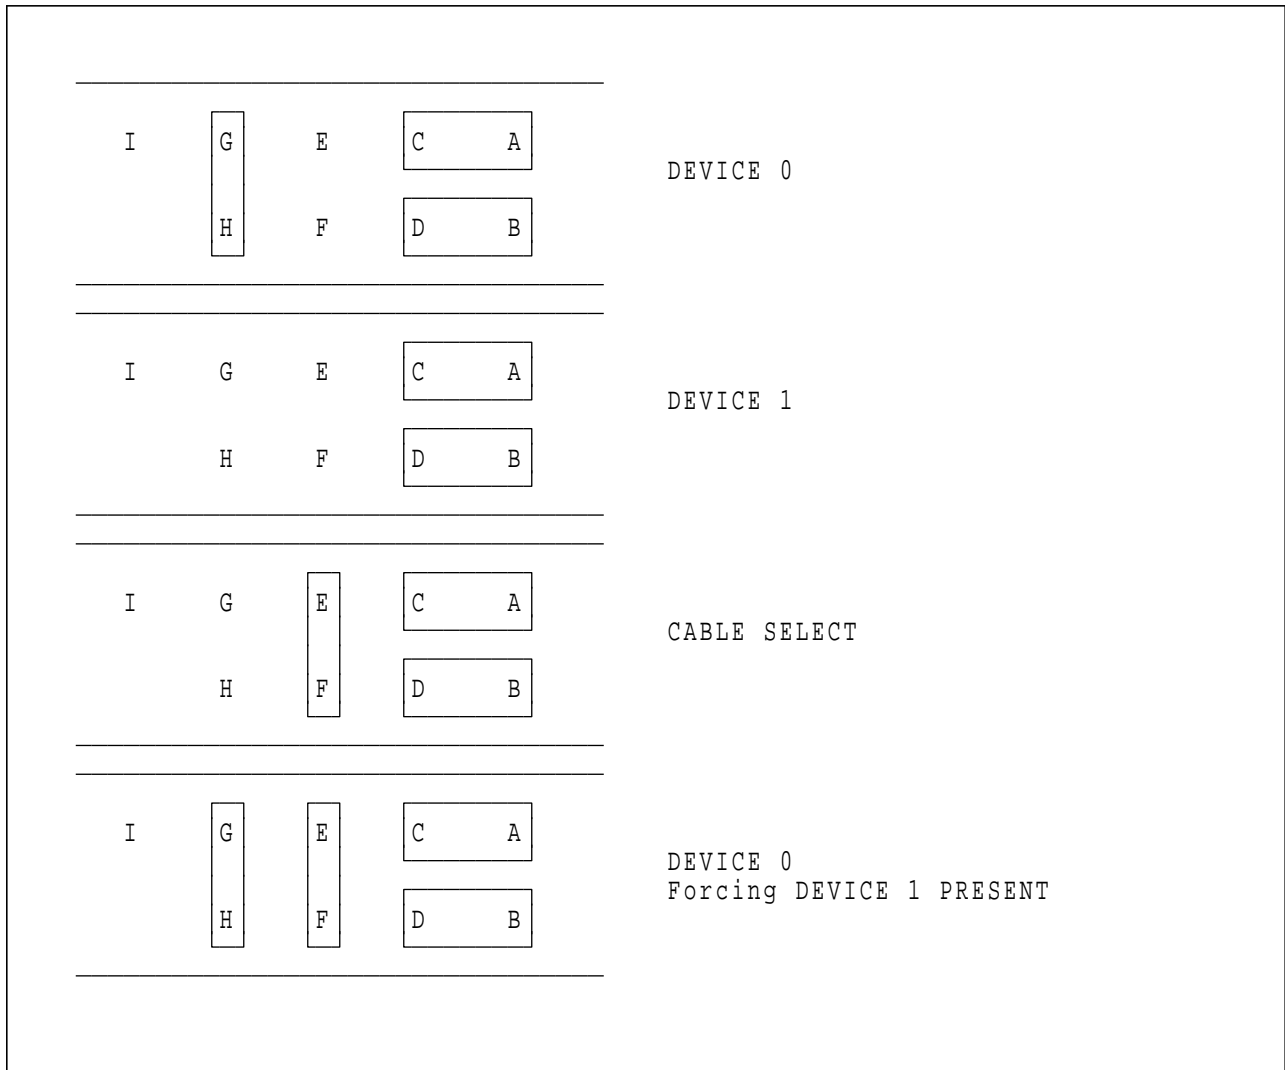 I G E C A
DEVICE 0
H F D B
I G E C A
DEVICE 1
H F D B
I G E C A
CABLE SELECT
H F D B
I G E C A
DEVICE 0
Forcing DEVICE 1 PRESENT
H F D B